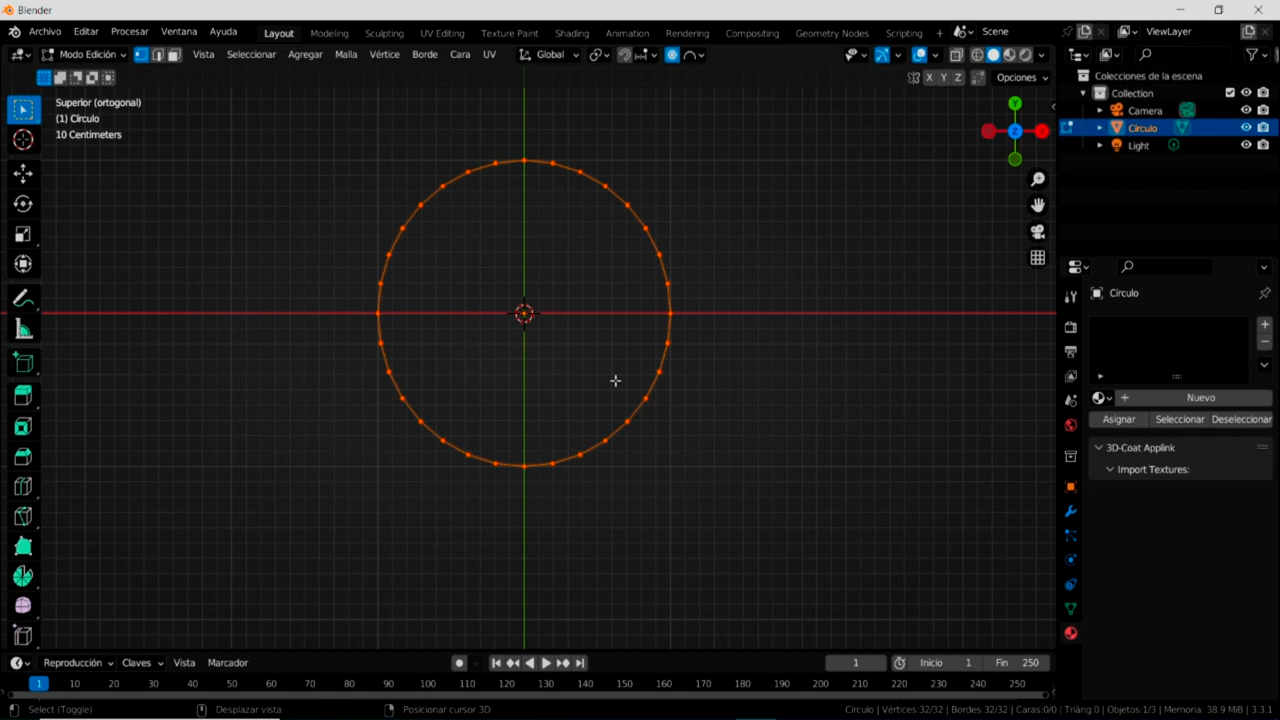 Blender
Archivo Editar Procesar Ventana Ayuda Layout Modeling Sculpting UV Editing Texture Paint Shading Animation Rendering Compositing Geometry Nodes Scripting + Scene ViewLayer
Modo Edición Vista Seleccionar Agregar Malla Vértice Borde Cara UV Global
X Y Z Opciones
Superior (ortogonal)
(1) Círculo
10 Centimeters
Y
Z
Colecciones de la escena
Collection
Camera
Círculo
Light
Círculo
Nuevo
Asignar Seleccionar Deseleccionar
3D-Coat Applink
Import Textures:
Reproducción Claves Vista Marcador 1 Inicio 1 Fin 250
1 10 20 30 40 50 60 70 80 90 100 110 120 130 140 150 160 170 180 190 200 210 220 230 240 250
Select (Toggle) Desplazar vista Posicionar cursor 3D Círculo | Vértices:32/32 | Bordes:32/32 | Caras:0/0 | Triáng 0 | Objetos:1/3 | Memoria: 38.9 MiB | 3.3.1